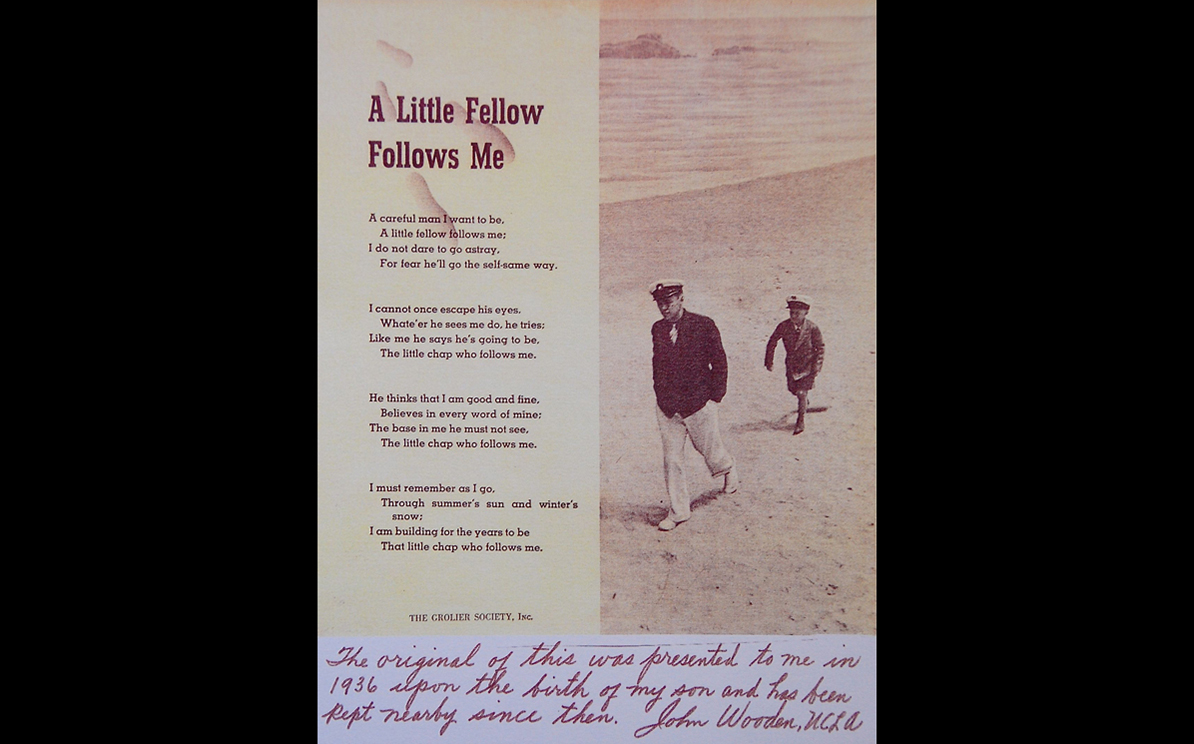 A Little Fellow
Follows Me
A careful man I want to be,
A little fellow follows me;
I do not dare to go astray,
For fear he'll go the self-same way.
I cannot once escape his eyes,
Whate'er he sees me do, he tries;
Like me he says he's going to be,
The little chap who follows me.
He thinks that I am good and fine,
Believes in every word of mine;
The base in me he must not see,
The little chap who follows me.
I must remember as I go,
Through summer's sun and winter's
snow;
I am building for the years to be
That little chap who follows me.
THE GROLIER SOCIETY, Inc.
The original of this was presented to me in
1936 upon the birth of my son and has been
kept nearby since then. John Wooden, UCLA